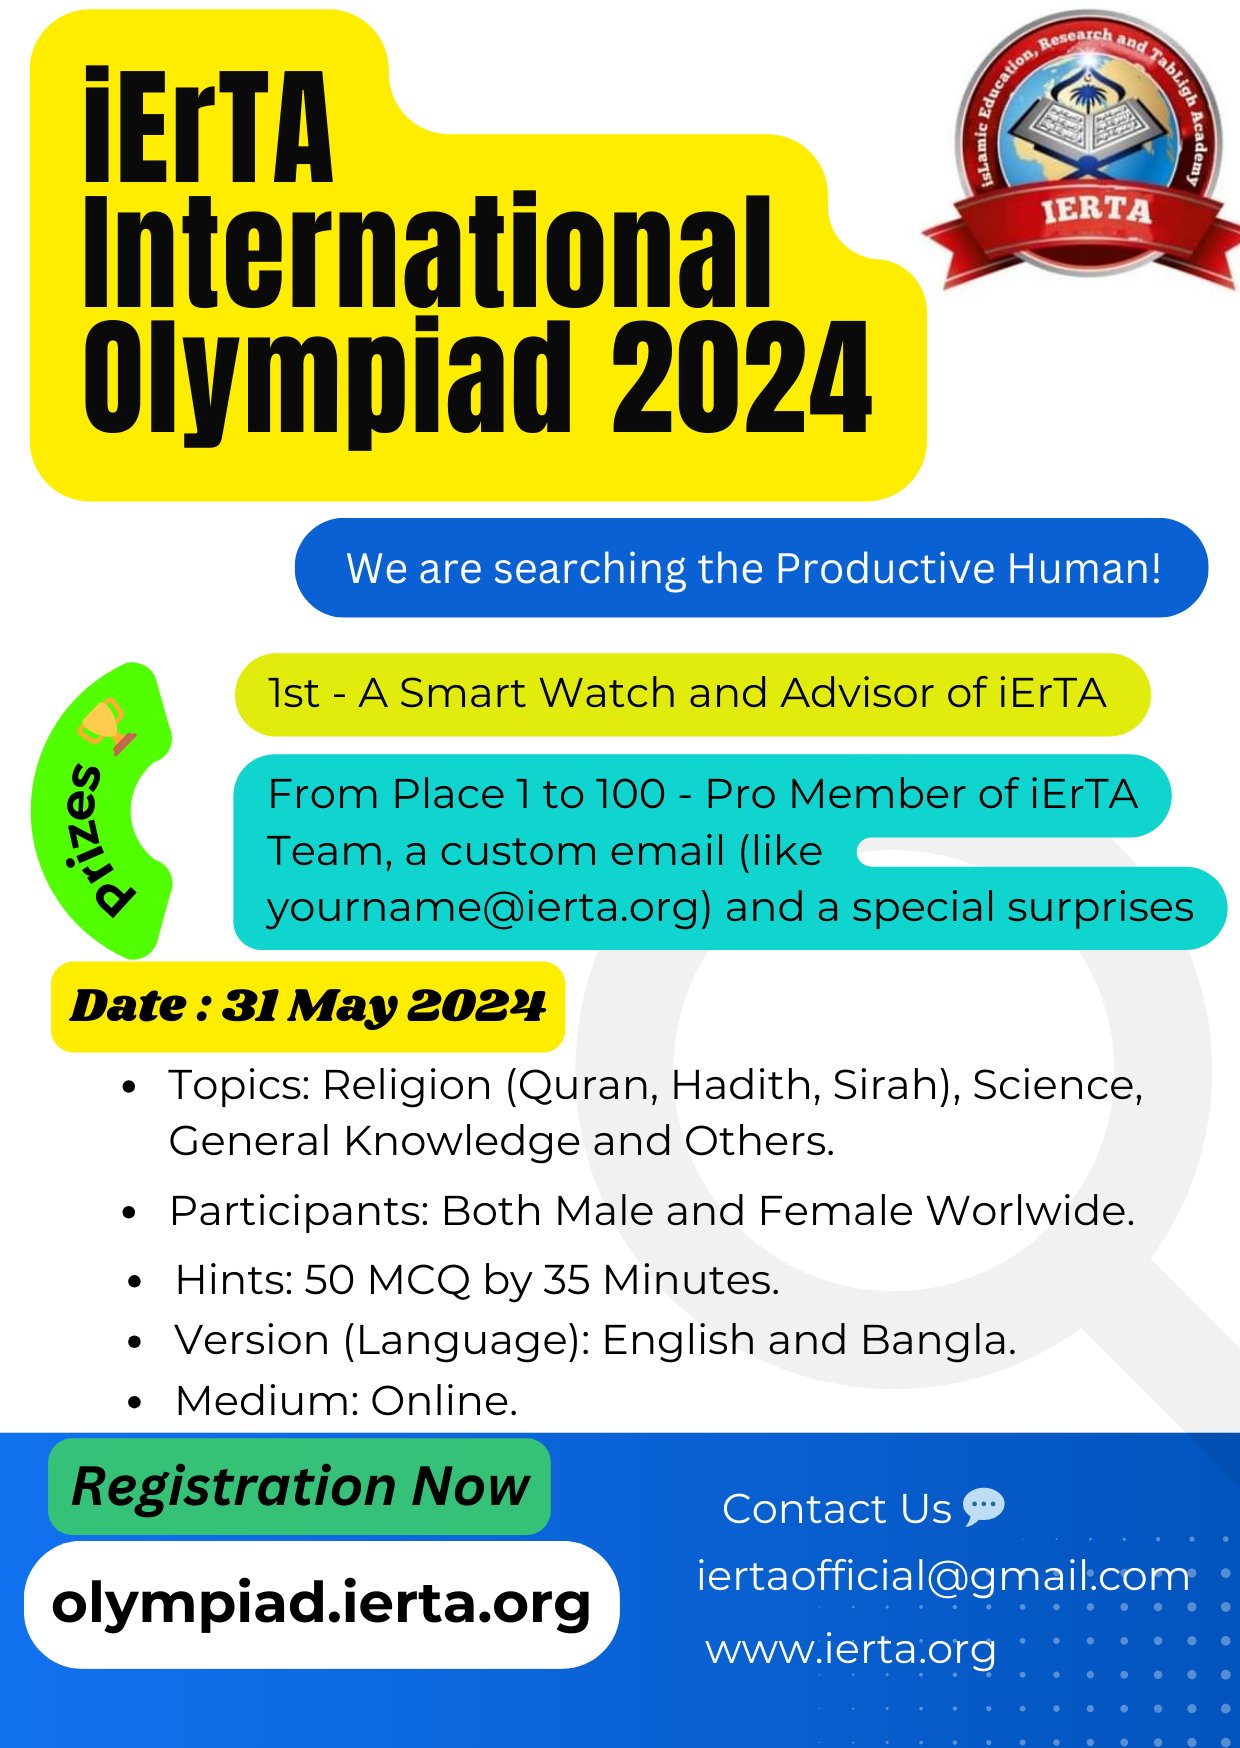 iErTA
International
Olympiad 2024
isLamic Education, Research and TabLigh Academy
IERTA
We are searching the Productive Human!
Prizes
1st - A Smart Watch and Advisor of iErTA
From Place 1 to 100 - Pro Member of iErTA
Team, a custom email (like
yourname@ierta.org) and a special surprises
Date : 31 May 2024
• Topics: Religion (Quran, Hadith, Sirah), Science,
General Knowledge and Others.
• Participants: Both Male and Female Worlwide.
• Hints: 50 MCQ by 35 Minutes.
• Version (Language): English and Bangla.
• Medium: Online.
Registration Now
olympiad.ierta.org
Contact Us
iertaofficial@gmail.com
www.ierta.org